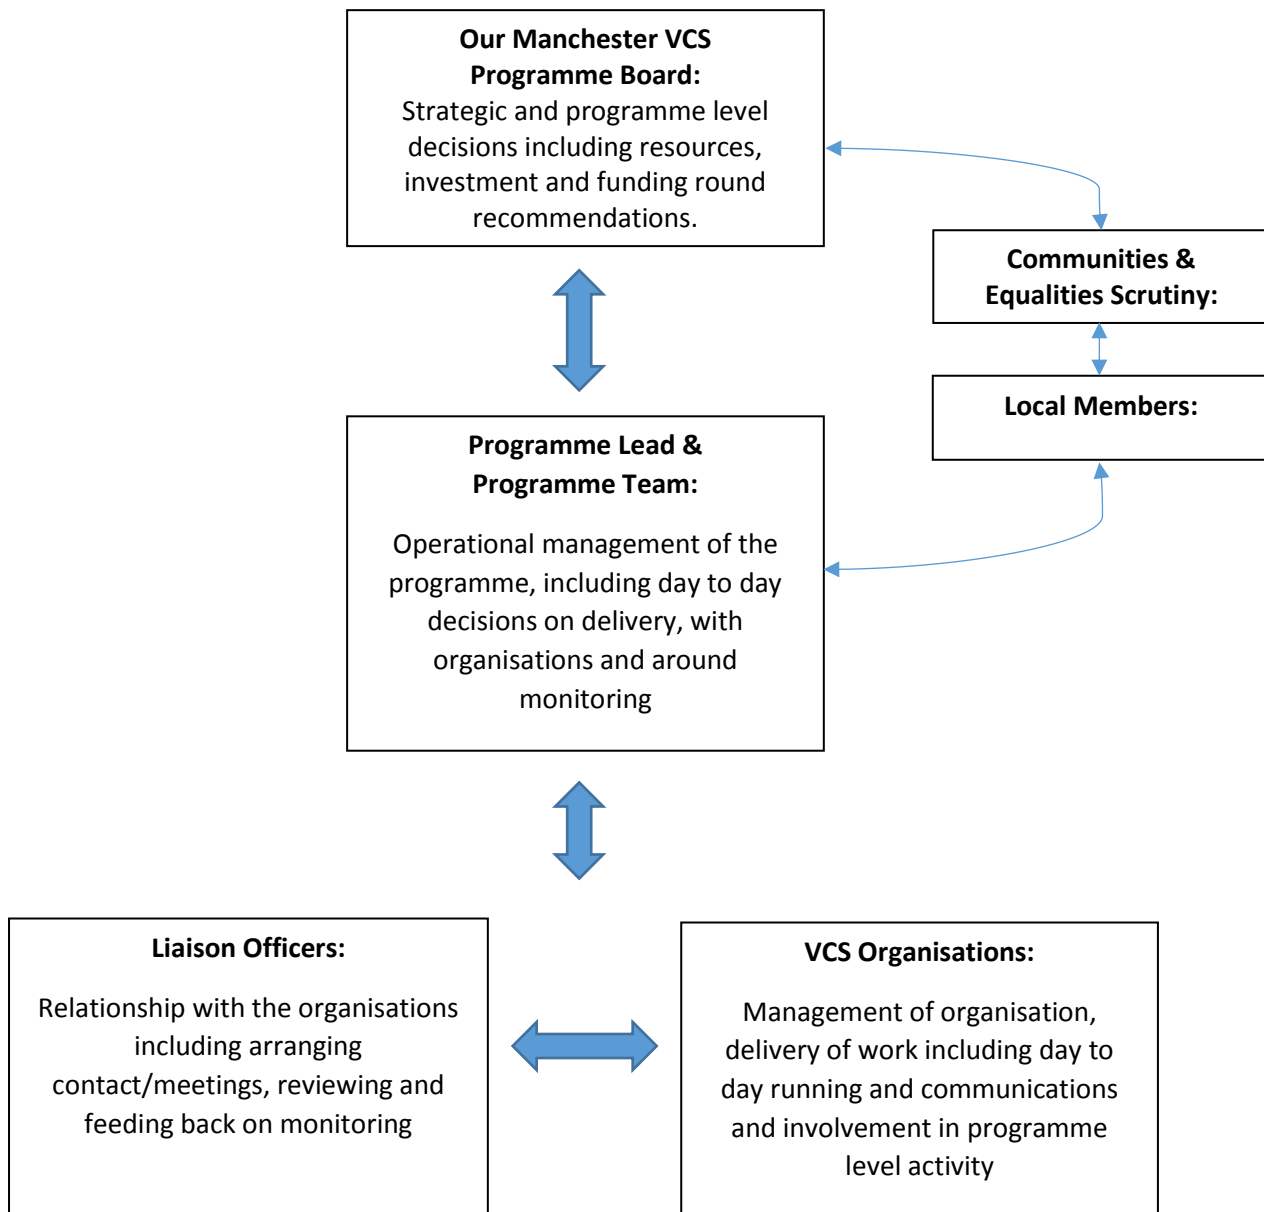 Our Manchester VCS
Programme Board:
Strategic and programme level
decisions including resources,
investment and funding round
recommendations.
Communities &
Equalities Scrutiny:
Local Members:
Programme Lead &
Programme Team:
Operational management of the
programme, including day to day
decisions on delivery, with
organisations and around
monitoring
Liaison Officers:
Relationship with the organisations
including arranging
contact/meetings, reviewing and
feeding back on monitoring
VCS Organisations:
Management of organisation,
delivery of work including day to
day running and communications
and involvement in programme
level activity